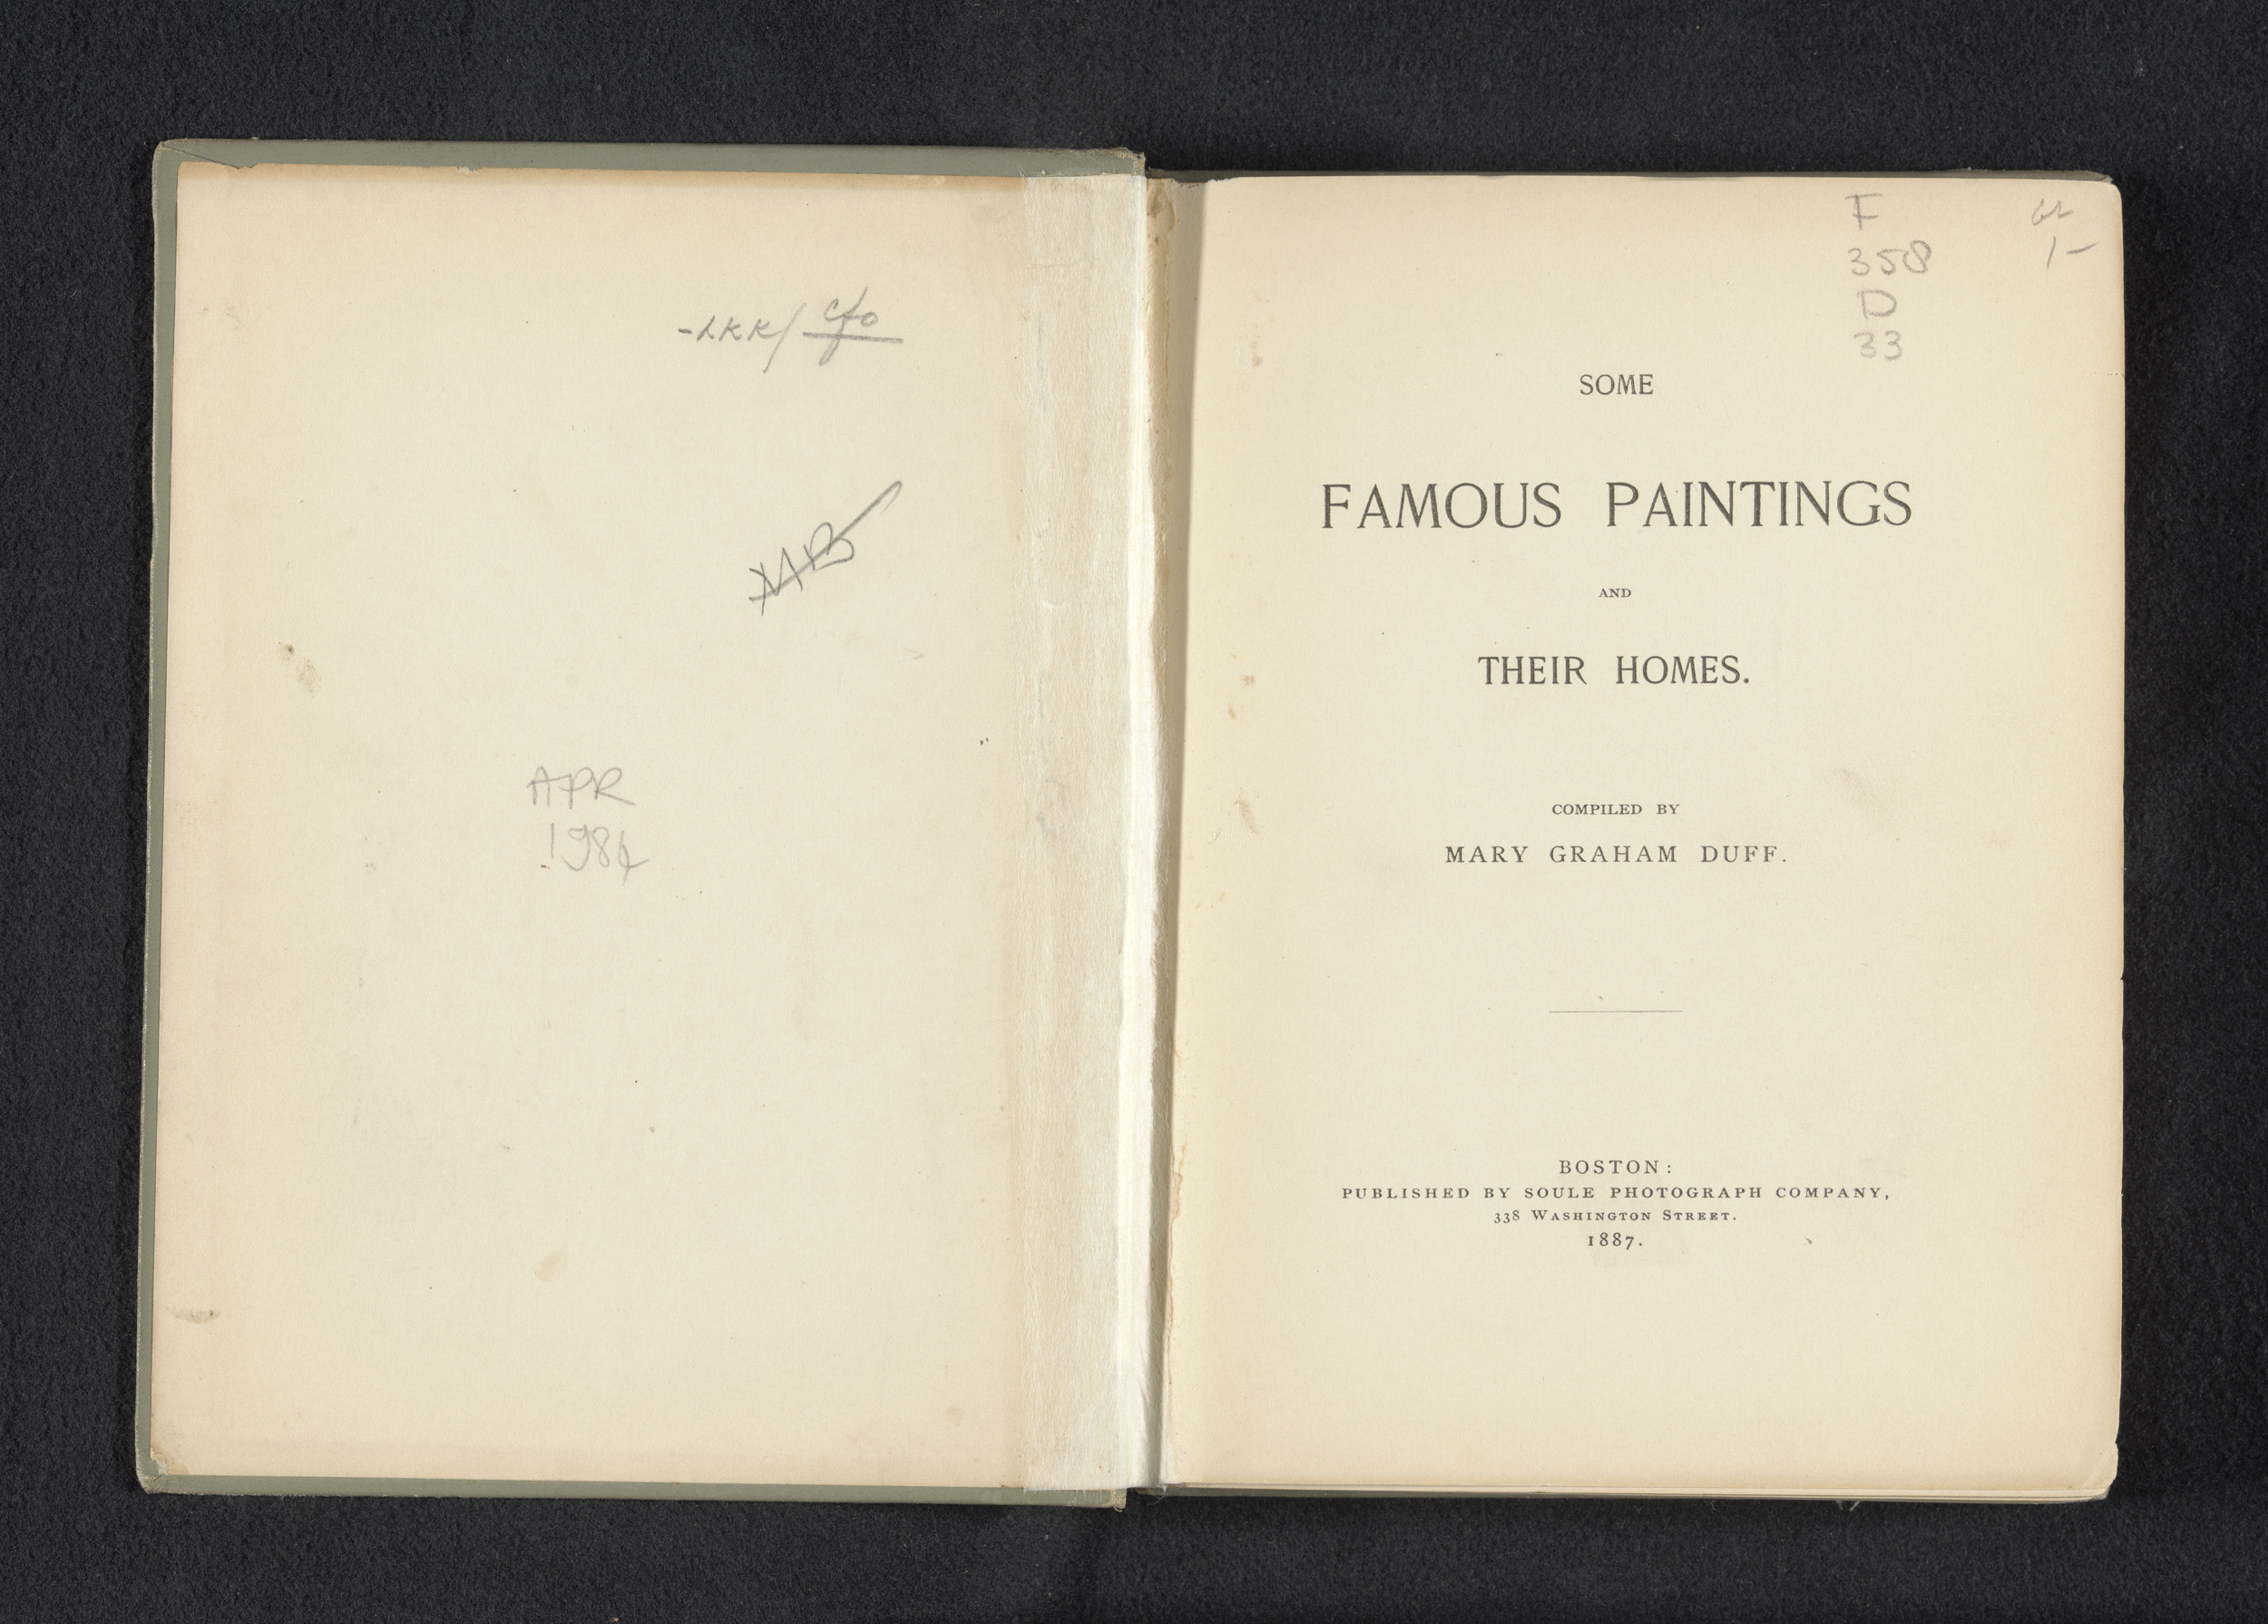 APR
1984
F
358
D
33
1-
SOME
FAMOUS PAINTINGS
AND
THEIR HOMES.
COMPILED BY
MARY GRAHAM DUFF.
BOSTON:
PUBLISHED BY SOULE PHOTOGRAPH COMPANY,
338 WASHINGTON STREET.
1887.